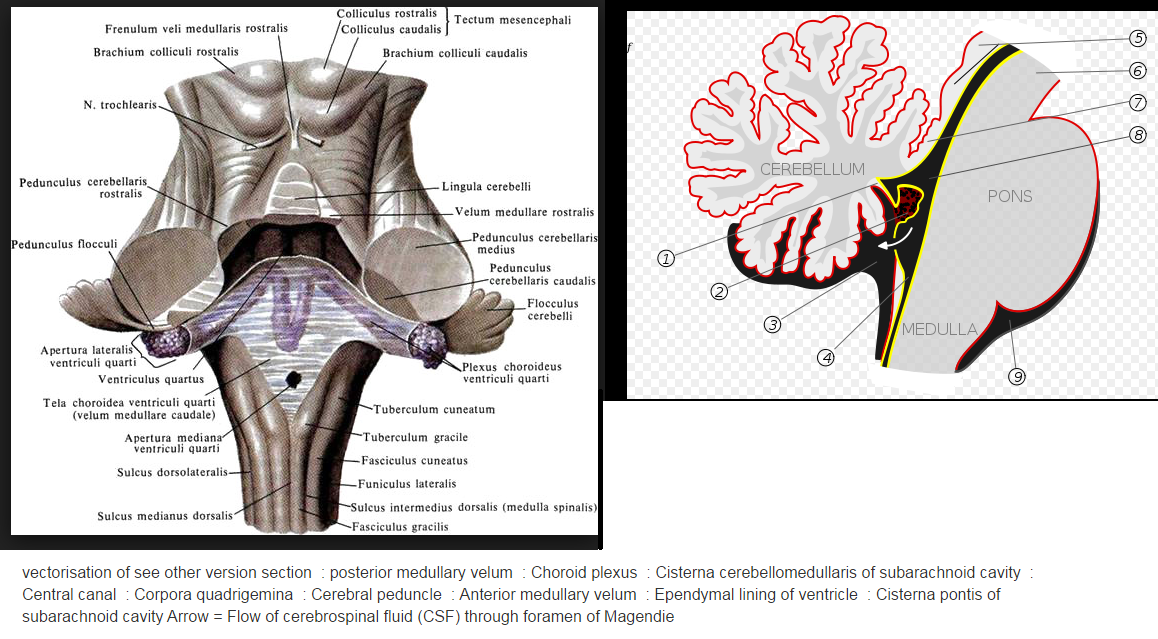 Colliculus rostralis
Colliculus caudalis
Tectum mesencephali
Frenulum veli medullaris rostralis
Brachium colliculi rostralis
Brachium colliculi caudalis
N. trochlearis
Pedunculus cerebellaris
rostralis
Lingula cerebelli
Velum medullare rostralis
Pedunculus flocculi
Pedunculus cerebellaris
medius
Pedunculus
cerebellaris caudalis
Flocculus
cerebelli
Apertura lateralis
ventriculi quarti
Ventriculus quartus
Plexus choroideus
ventriculi quarti
Tela choroidea ventriculi quarti
(velum medullare caudale)
Tuberculum cuneatum
Apertura mediana
ventriculi quarti
Tuberculum gracile
Fasciculus cuneatus
Sulcus dorsolateralis
Funiculus lateralis
Sulcus intermedius dorsalis (medulla spinalis)
Sulcus medianus dorsalis
Fasciculus gracilis
f
CEREBELLUM
PONS
MEDULLA
1
2
3
4
5
6
7
8
9
vectorisation of see other version section : posterior medullary velum : Choroid plexus : Cisterna cerebellomedullaris of subarachnoid cavity :
Central canal : Corpora quadrigemina : Cerebral peduncle : Anterior medullary velum : Ependymal lining of ventricle : Cisterna pontis of
subarachnoid cavity Arrow = Flow of cerebrospinal fluid (CSF) through foramen of Magendie